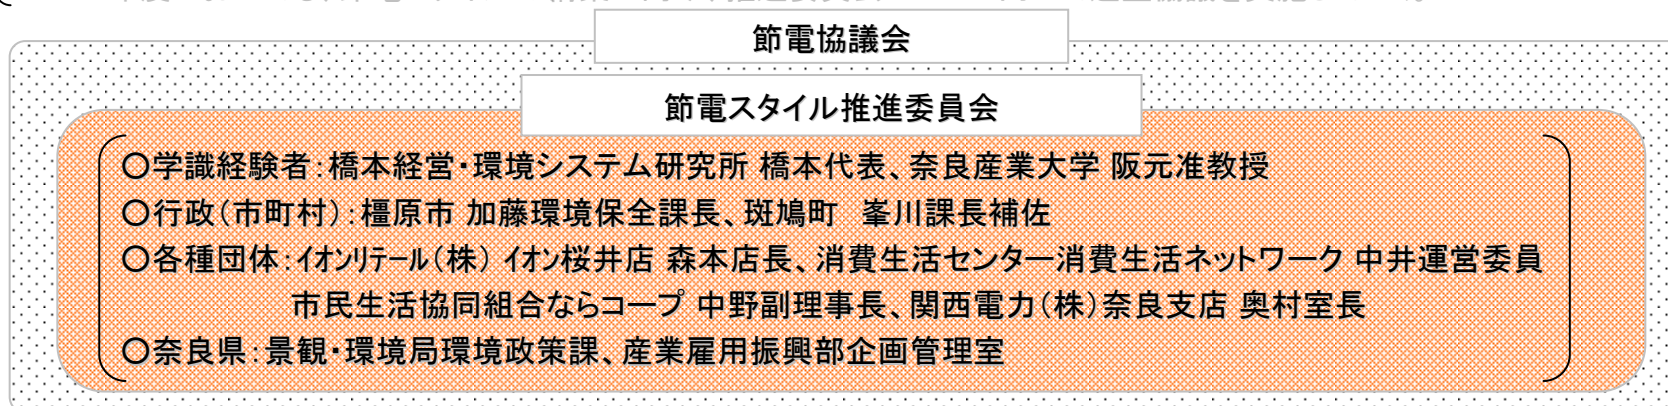 節電協議会
節電スタイル推進委員会
○学識経験者：橋本経営・環境システム研究所 橋本代表、奈良産業大学 阪元准教授
○行政（市町村）：橿原市 加藤環境保全課長、斑鳩町　峯川課長補佐
○各種団体：ｲｵﾝﾘﾃｰﾙ（株） ｲｵﾝ桜井店 森本店長、消費生活センター消費生活ネットワーク 中井運営委員
市民生活協同組合ならコープ 中野副理事長、関西電力（株）奈良支店 奥村室長
○奈良県：景観・環境局環境政策課、産業雇用振興部企画管理室